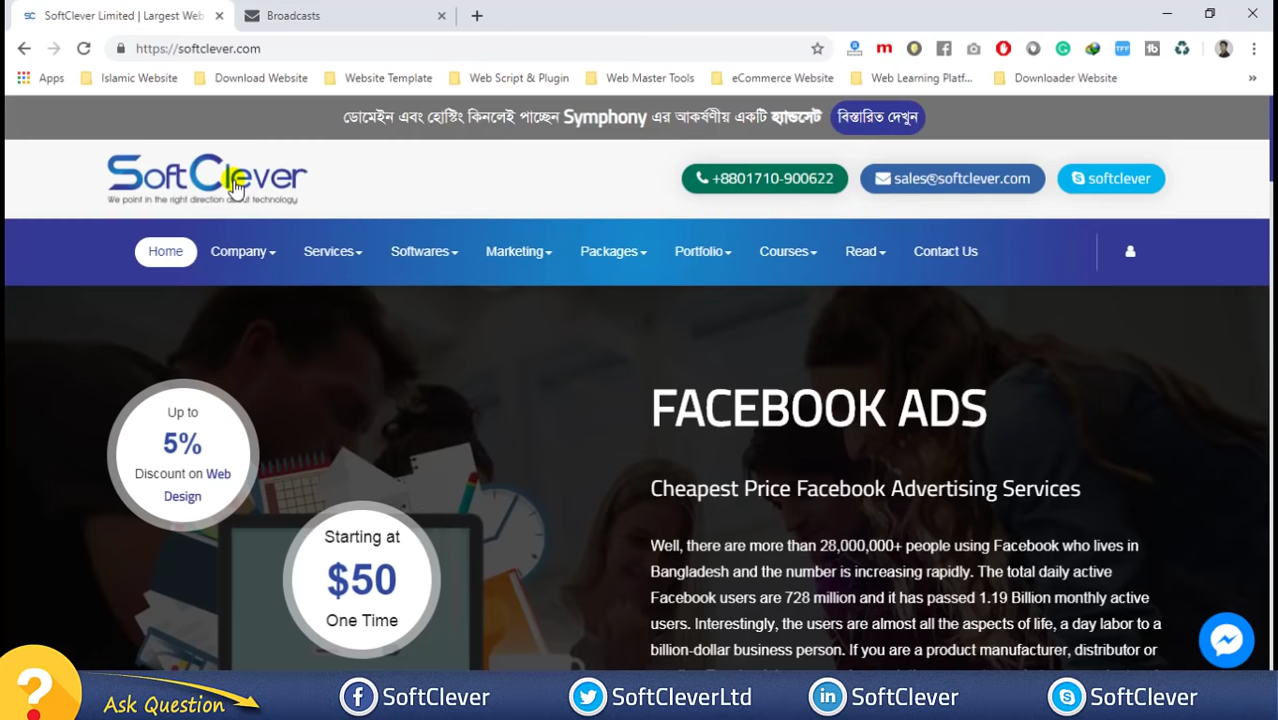 SoftClever Limited | Largest Web
Broadcasts
https://softclever.com
Apps
Islamic Website
Download Website
Website Template
Web Script & Plugin
Web Master Tools
eCommerce Website
Web Learning Platf...
Downloader Website
ডোমেইন এবং হোস্টিং কিনলেই পাচ্ছেন Symphony এর আকর্ষণীয় একটি হ্যান্ডসেট
বিস্তারিত দেখুন
SoftClever
We point in the right direction about technology
+8801710-900622
sales@softclever.com
softclever
Home
Company
Services
Softwares
Marketing
Packages
Portfolio
Courses
Read
Contact Us
Up to
5%
Discount on Web
Design
Starting at
$50
One Time
FACEBOOK ADS
Cheapest Price Facebook Advertising Services
Well, there are more than 28,000,000+ people using Facebook who lives in
Bangladesh and the number is increasing rapidly. The total daily active
Facebook users are 728 million and it has passed 1.19 Billion monthly active
users. Interestingly, the users are almost all the aspects of life, a day labor to a
billion-dollar business person. If you are a product manufacturer, distributor or
?
Ask Question
SoftClever
SoftCleverLtd
SoftClever
SoftClever